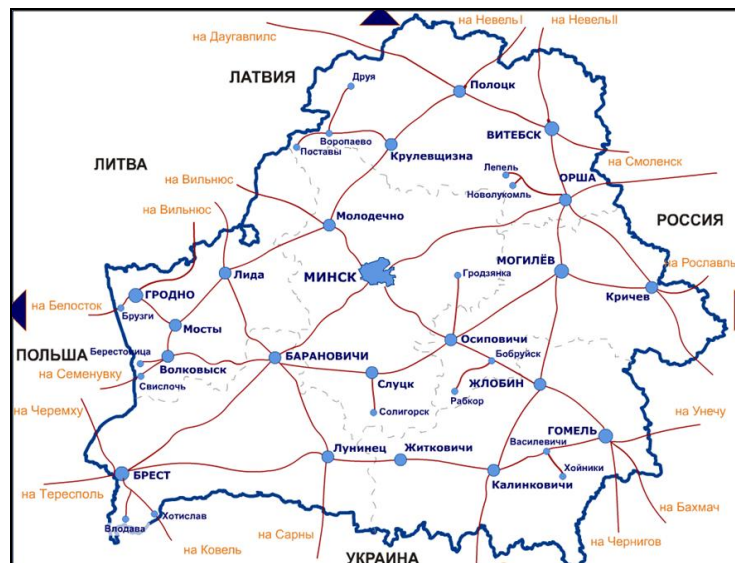 на Невель I
на Невель II
на Даугавпилс
ЛАТВИЯ
Друя
Полоцк
ВИТЕБСК
Воропаево
Поставы
Крулевщизна
ЛИТВА
на Смоленск
Лепель
ОРША
на Вильнюс
Новолукомль
на Вильнюс
Молодечно
РОССИЯ
МОГИЛЁВ
на Рославль
Лида
МИНСК
Гродзянка
Кричев
ГРОДНО
на Белосток
Брузги
Мосты
Осиповичи
ПОЛЬША
Берестовица
БАРАНОВИЧИ
Бобруйск
Волковыск
на Семенувку
Свислочь
Слуцк
ЖЛОБИН
Рабкор
на Черемху
Солигорск
на Унечу
ГОМЕЛЬ
Василевичи
Лунинец
Житковичи
Хойники
БРЕСТ
Калинковичи
на Тересполь
на Бахмач
Хотислав
Влодава
на Сарны
на Чернигов
на Ковель
УКРАИНА